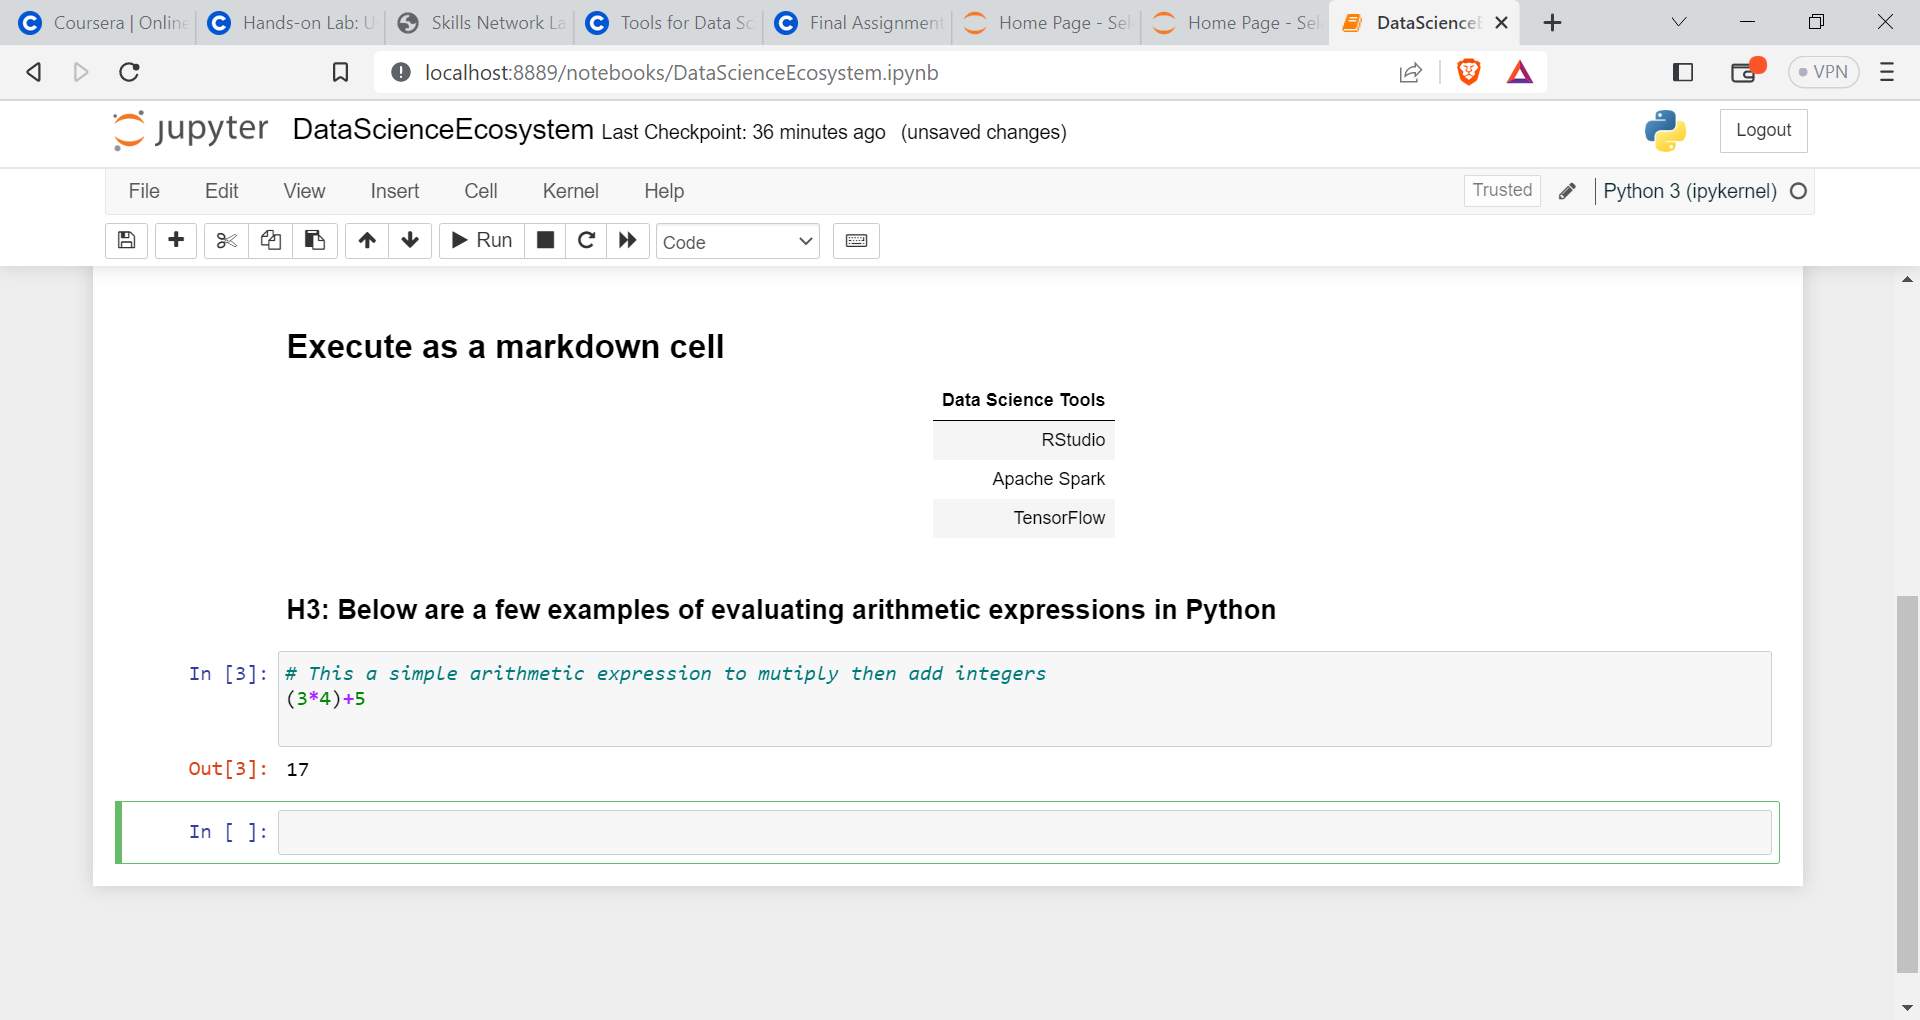 Coursera | Online
Hands-on Lab: U
Skills Network La
Tools for Data Sc
Final Assignment
Home Page - Sel
Home Page - Sel
DataScienceE
localhost:8889/notebooks/DataScienceEcosystem.ipynb
VPN
jupyter DataScienceEcosystem Last Checkpoint: 36 minutes ago (unsaved changes)
Logout
File Edit View Insert Cell Kernel Help
Trusted
Python 3 (ipykernel)
Run
Code
Execute as a markdown cell
Data Science Tools
RStudio
Apache Spark
TensorFlow
H3: Below are a few examples of evaluating arithmetic expressions in Python
In [3]: # This a simple arithmetic expression to mutiply then add integers
(3*4)+5
Out[3]: 17
In [ ]: